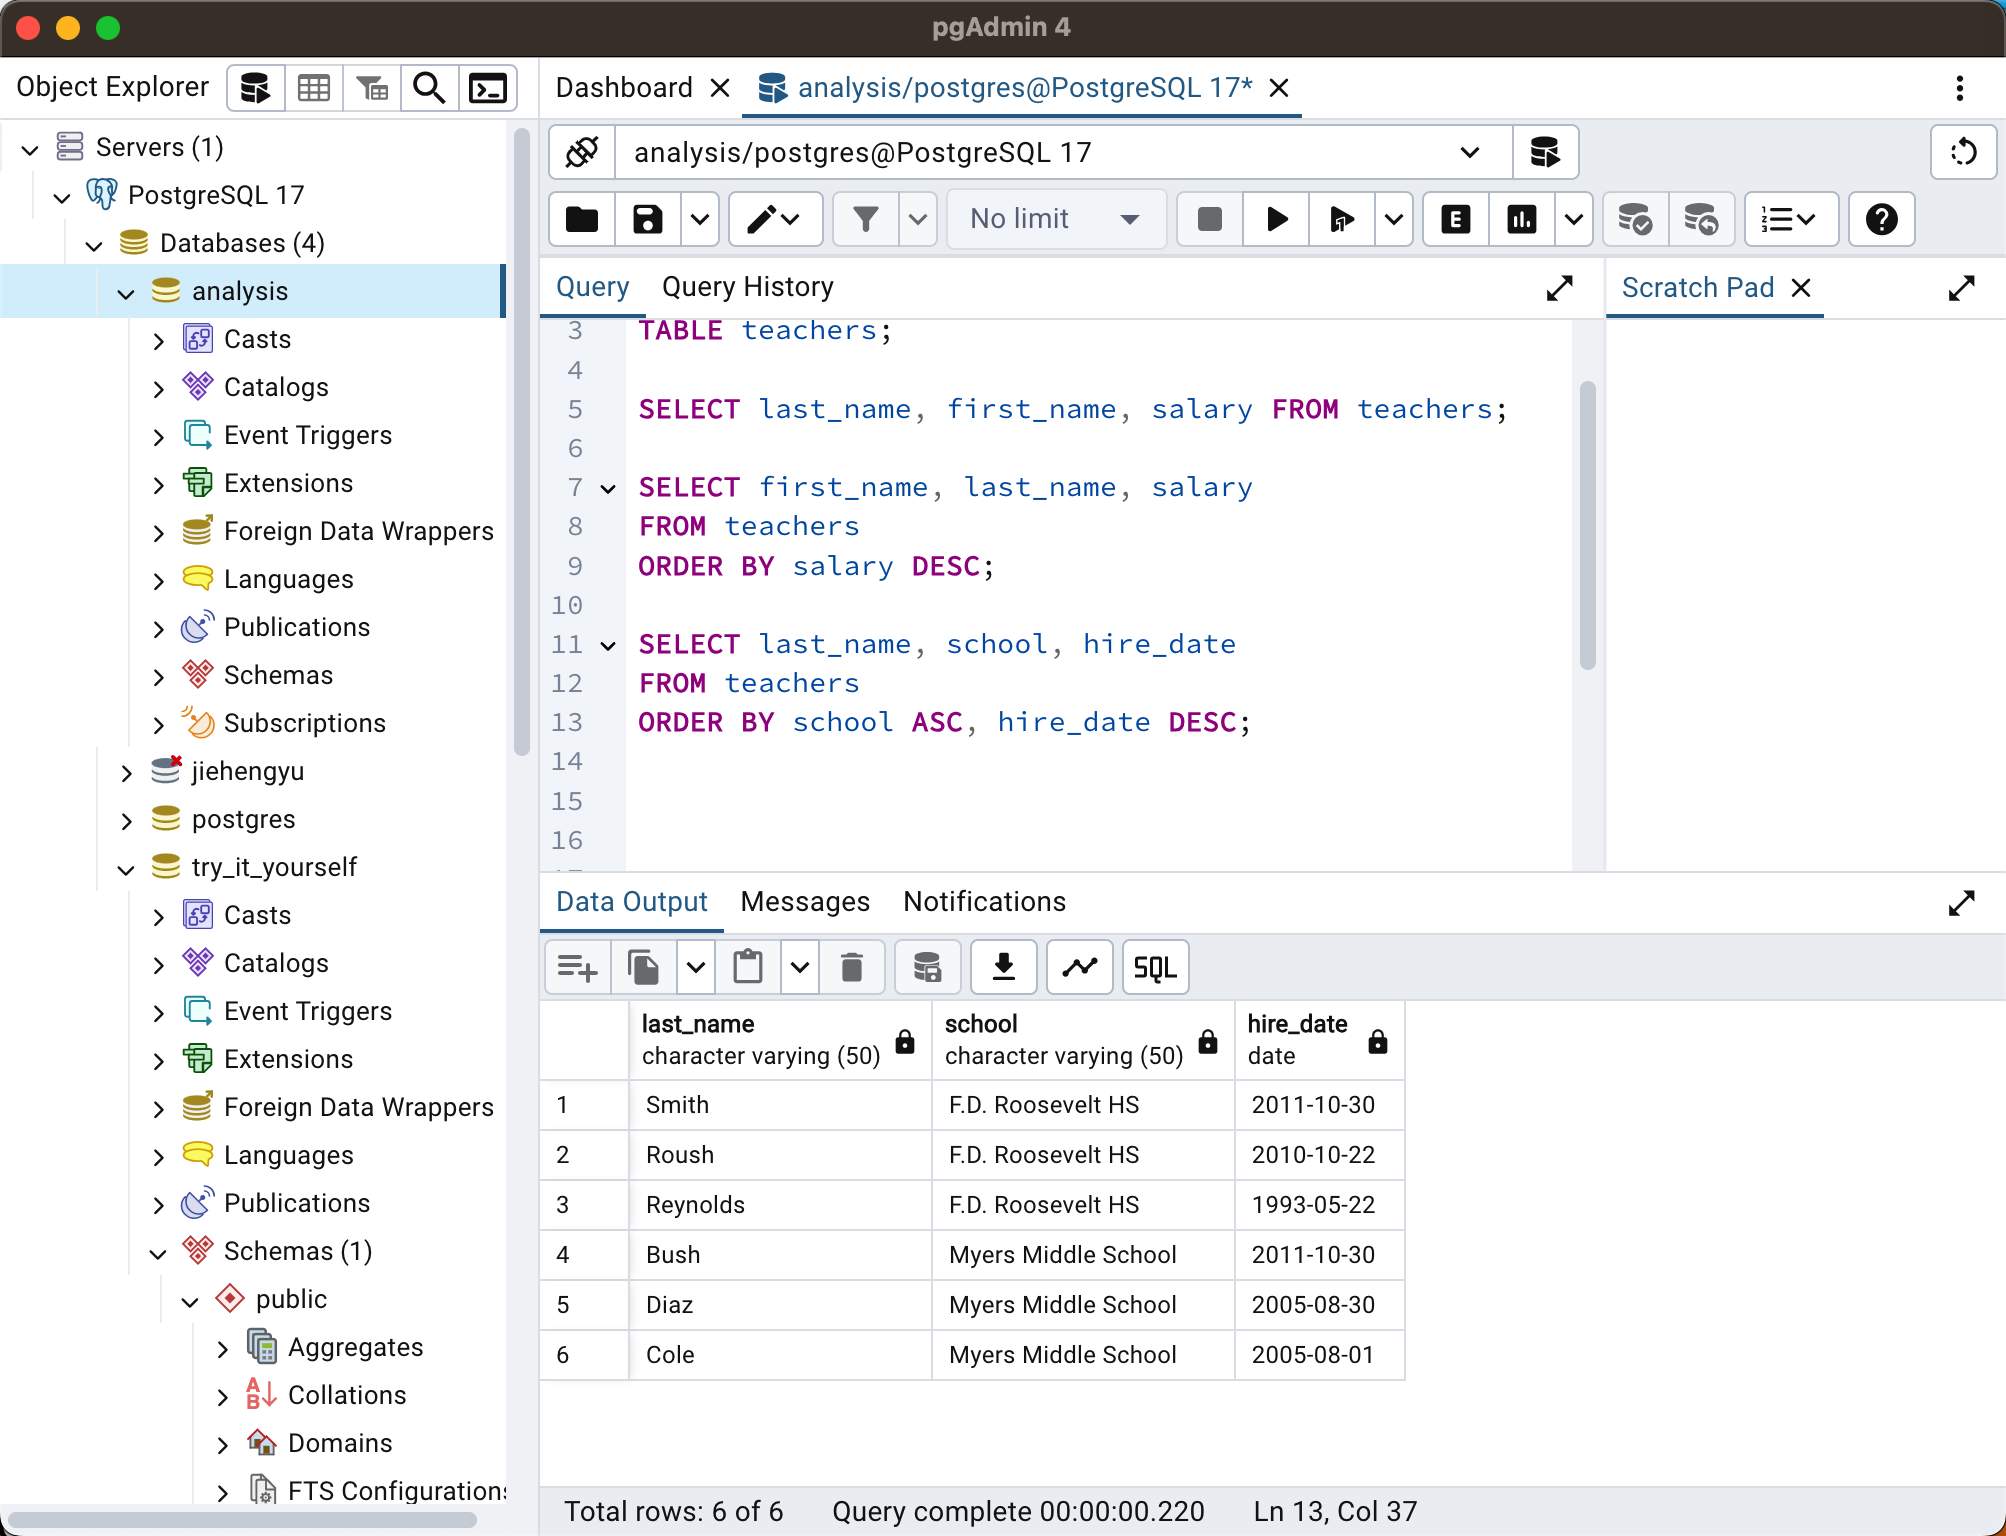 pgAdmin 4
Object Explorer
Servers (1)
PostgreSQL 17
Databases (4)
analysis
Casts
Catalogs
Event Triggers
Extensions
Foreign Data Wrappers
Languages
Publications
Schemas
Subscriptions
jiehengyu
postgres
try_it_yourself
Casts
Catalogs
Event Triggers
Extensions
Foreign Data Wrappers
Languages
Publications
Schemas (1)
public
Aggregates
Collations
Domains
FTS Configurations
Dashboard
analysis/postgres@PostgreSQL 17*
analysis/postgres@PostgreSQL 17
No limit
E
Query Query History
Scratch Pad
3 TABLE teachers;
4
5 SELECT last_name, first_name, salary FROM teachers;
6
7 SELECT first_name, last_name, salary
8 FROM teachers
9 ORDER BY salary DESC;
10
11 SELECT last_name, school, hire_date
12 FROM teachers
13 ORDER BY school ASC, hire_date DESC;
14
15
16
Data Output Messages Notifications
SQL
last_name school hire_date
character varying (50) character varying (50) date
1 Smith F.D. Roosevelt HS 2011-10-30
2 Roush F.D. Roosevelt HS 2010-10-22
3 Reynolds F.D. Roosevelt HS 1993-05-22
4 Bush Myers Middle School 2011-10-30
5 Diaz Myers Middle School 2005-08-30
6 Cole Myers Middle School 2005-08-01
Total rows: 6 of 6 Query complete 00:00:00.220 Ln 13, Col 37